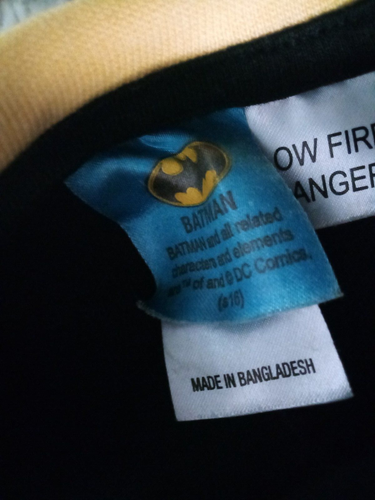 OW FIR
ANGER
BATMAN
BATMAN and all related
characters and elements
are ™ of and © DC Comics.
(s16)
MADE IN BANGLADESH